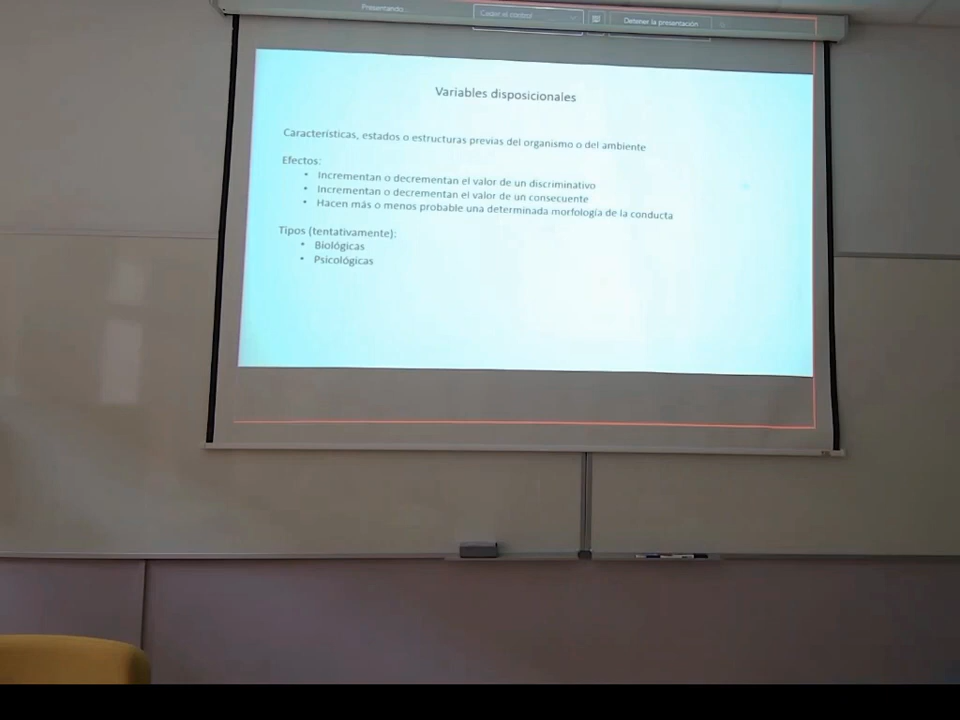 Presentando:
Ceder el control
Detener la presentación
Variables disposicionales
Características, estados o estructuras previas del organismo o del ambiente
Efectos:
• Incrementan o decrementan el valor de un discriminativo
• Incrementan o decrementan el valor de un consecuente
• Hacen más o menos probable una determinada morfología de la conducta
Tipos (tentativamente):
• Biológicas
• Psicológicas